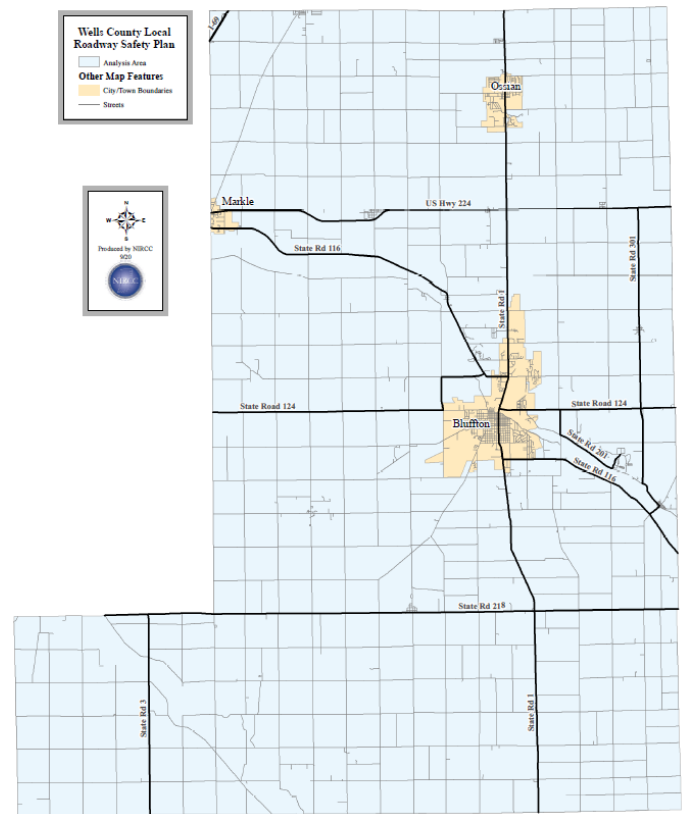 Wells County Local
Roadway Safety Plan
Analysis Area
Other Map Features
City/Town Boundaries
Streets
I-69
Ossian
N
W
E
S
Produced by NIRCC
9/20
NIRCC
Markle
US Hwy 224
State Rd 116
State Rd 1
State Rd 301
State Road 124
State Road 124
Bluffton
State Rd 201
State Rd 116
State Rd 218
State Rd 3
State Rd 1